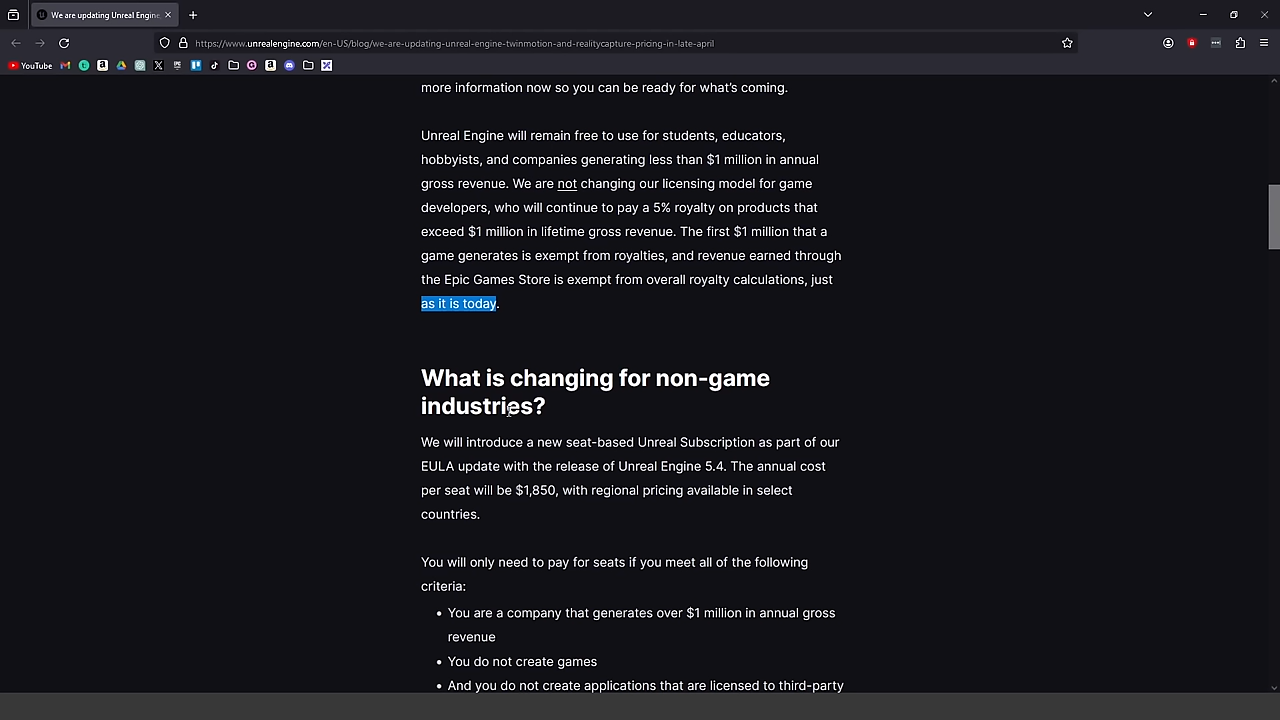 We are updating Unreal Engine,
https://www.unrealengine.com/en-US/blog/we-are-updating-unreal-engine-twinmotion-and-realitycapture-pricing-in-late-april
YouTube
more information now so you can be ready for what's coming.
Unreal Engine will remain free to use for students, educators,
hobbyists, and companies generating less than $1 million in annual
gross revenue. We are not changing our licensing model for game
developers, who will continue to pay a 5% royalty on products that
exceed $1 million in lifetime gross revenue. The first $1 million that a
game generates is exempt from royalties, and revenue earned through
the Epic Games Store is exempt from overall royalty calculations, just
as it is today.
What is changing for non-game
industries?
We will introduce a new seat-based Unreal Subscription as part of our
EULA update with the release of Unreal Engine 5.4. The annual cost
per seat will be $1,850, with regional pricing available in select
countries.
You will only need to pay for seats if you meet all of the following
criteria:
• You are a company that generates over $1 million in annual gross
revenue
• You do not create games
• And you do not create applications that are licensed to third-party